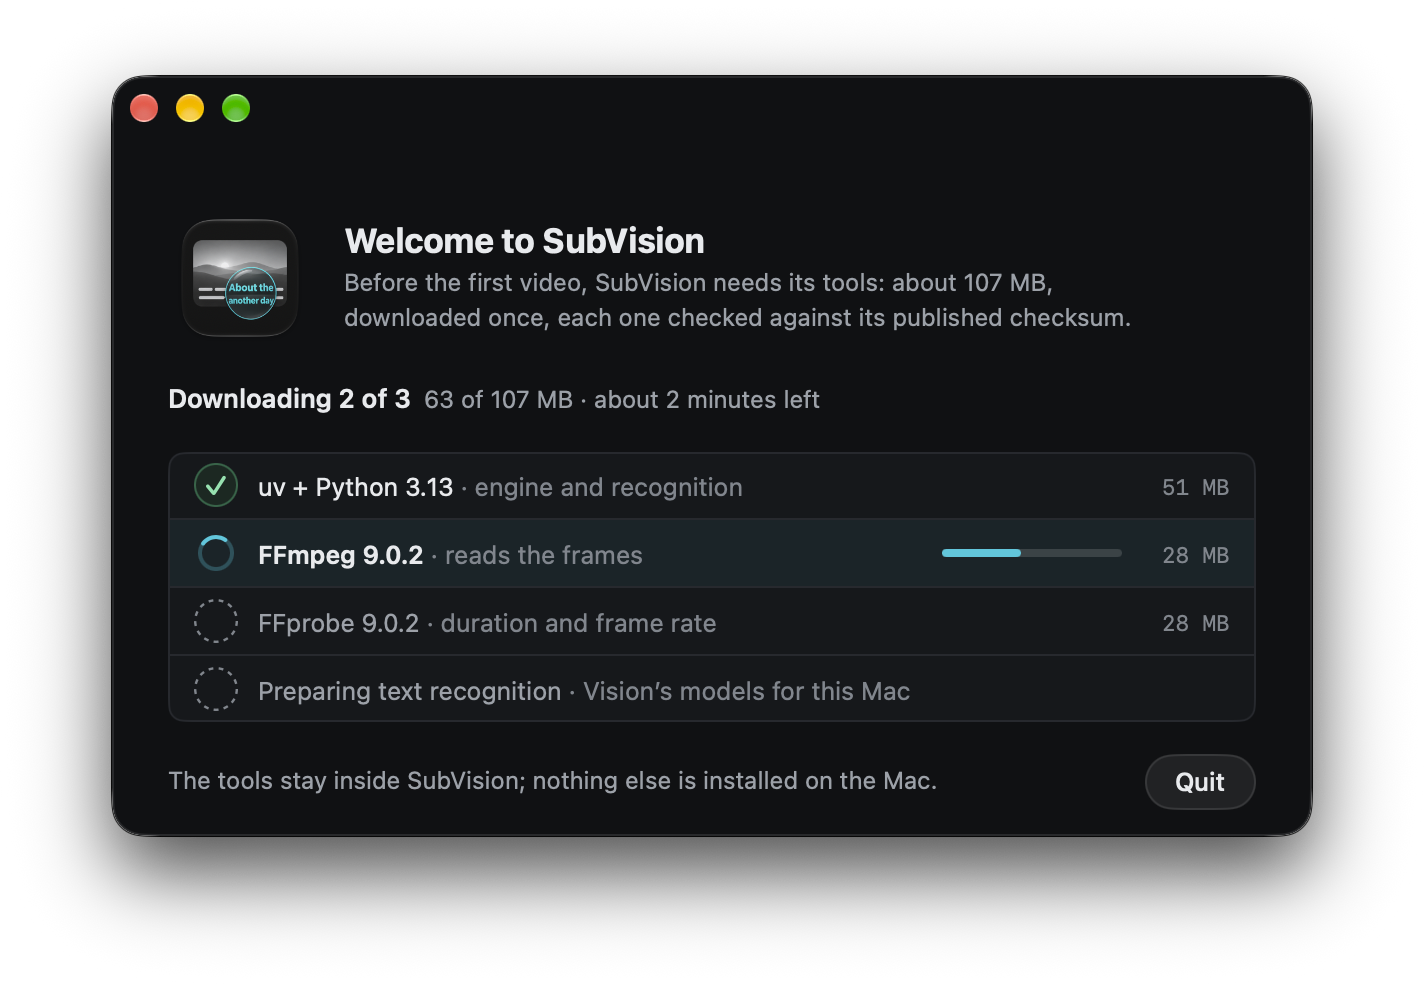 Welcome to SubVision
Before the first video, SubVision needs its tools: about 107 MB,
downloaded once, each one checked against its published checksum.
About the
another day
Downloading 2 of 3 63 of 107 MB · about 2 minutes left
uv + Python 3.13 · engine and recognition 51 MB
FFmpeg 9.0.2 · reads the frames 28 MB
FFprobe 9.0.2 · duration and frame rate 28 MB
Preparing text recognition · Vision’s models for this Mac
The tools stay inside SubVision; nothing else is installed on the Mac.
Quit